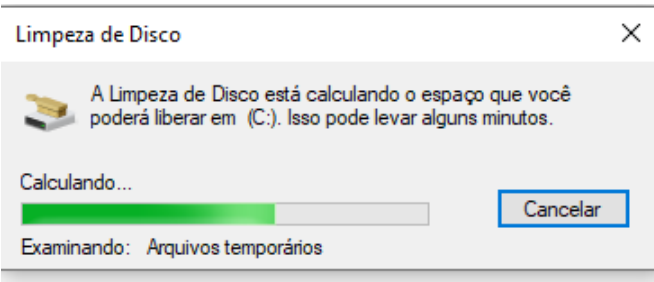 Limpeza de Disco
A Limpeza de Disco está calculando o espaço que você
poderá liberar em  (C:). Isso pode levar alguns minutos.
Calculando...
Cancelar
Examinando:   Arquivos temporários